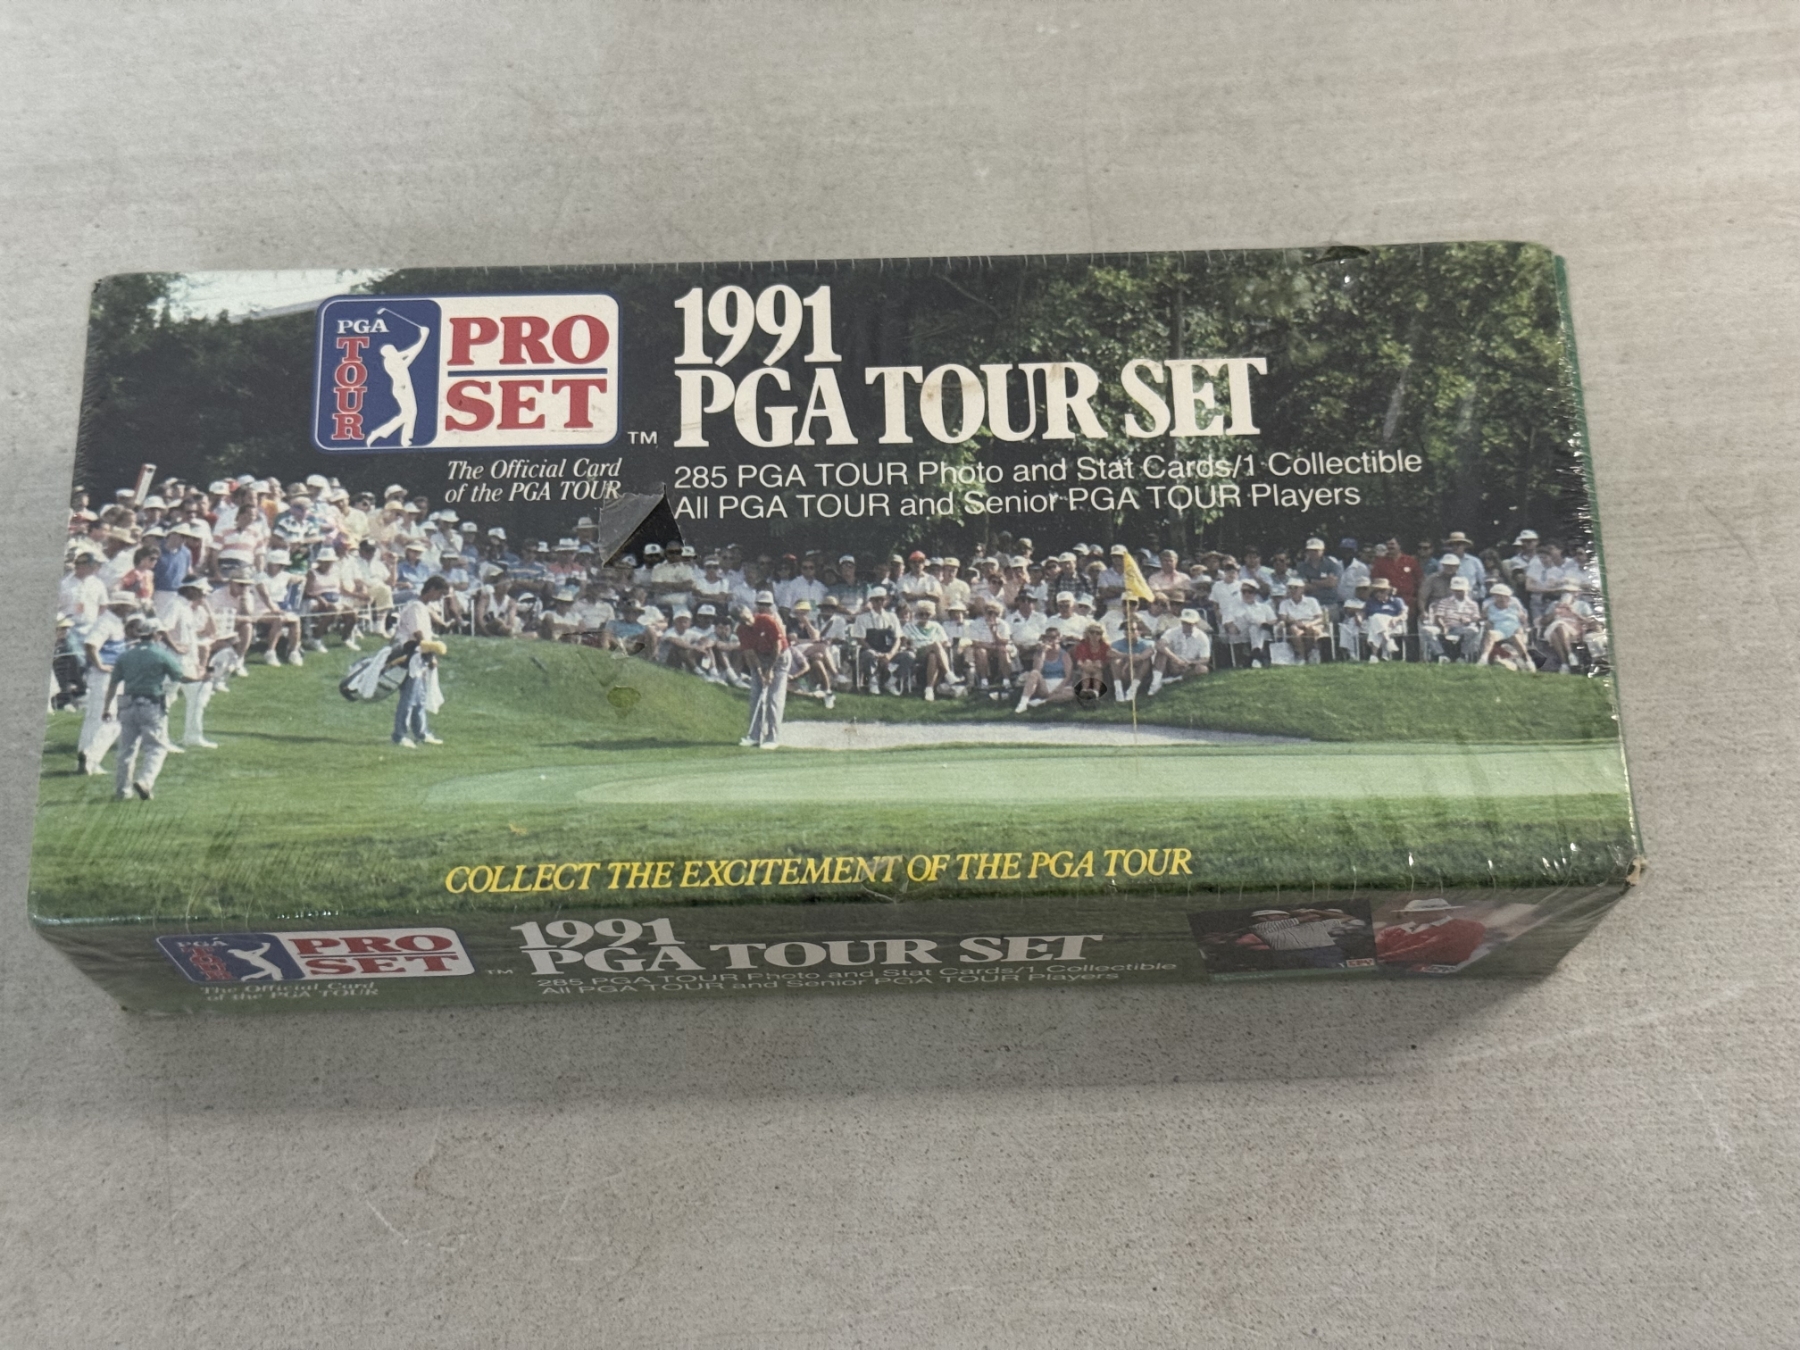 PGA
TOUR
PRO
SET
TM
The Official Card
of the PGA TOUR
1991
PGA TOUR SET
285 PGA TOUR Photo and Stat Cards/1 Collectible
All PGA TOUR and Senior PGA TOUR Players
COLLECT THE EXCITEMENT OF THE PGA TOUR
PGA
TOUR
PRO
SET
TM
The Official Card
of the PGA TOUR
1991
PGA TOUR SET
285 PGA TOUR Photo and Stat Cards/1 Collectible
All PGA TOUR and Senior PGA TOUR Players